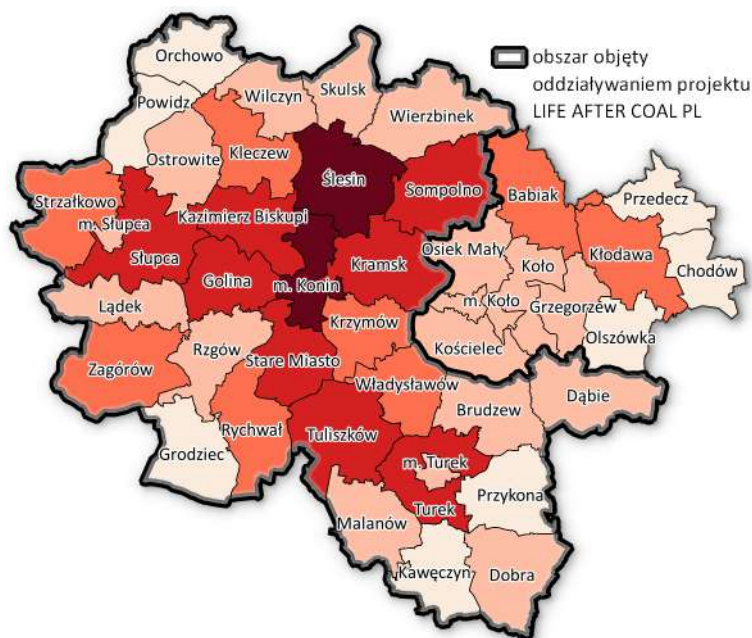 Orchowo
obszar objęty
oddziaływaniem projektu
LIFE AFTER COAL PL
Powidz
Wilczyn
Skulsk
Wierzbinek
Ostrowite
Kleczew
Ślesin
Sompolno
Babiak
Przedecz
Strzałkowo
m. Słupca
Kazimierz Biskupi
Słupca
Golina
m. Konin
Kramsk
Osiek Mały
Koło
Kłodawa
Chodów
Lądek
m. Koło
Grzegorzew
Krzymów
Kościelec
Olszówka
Rzgów
Stare Miasto
Zagórów
Władysławów
Dąbie
Brudzew
Rychwał
Tuliszków
Grodziec
m. Turek
Przykona
Turek
Malanów
Kawęczyn
Dobra